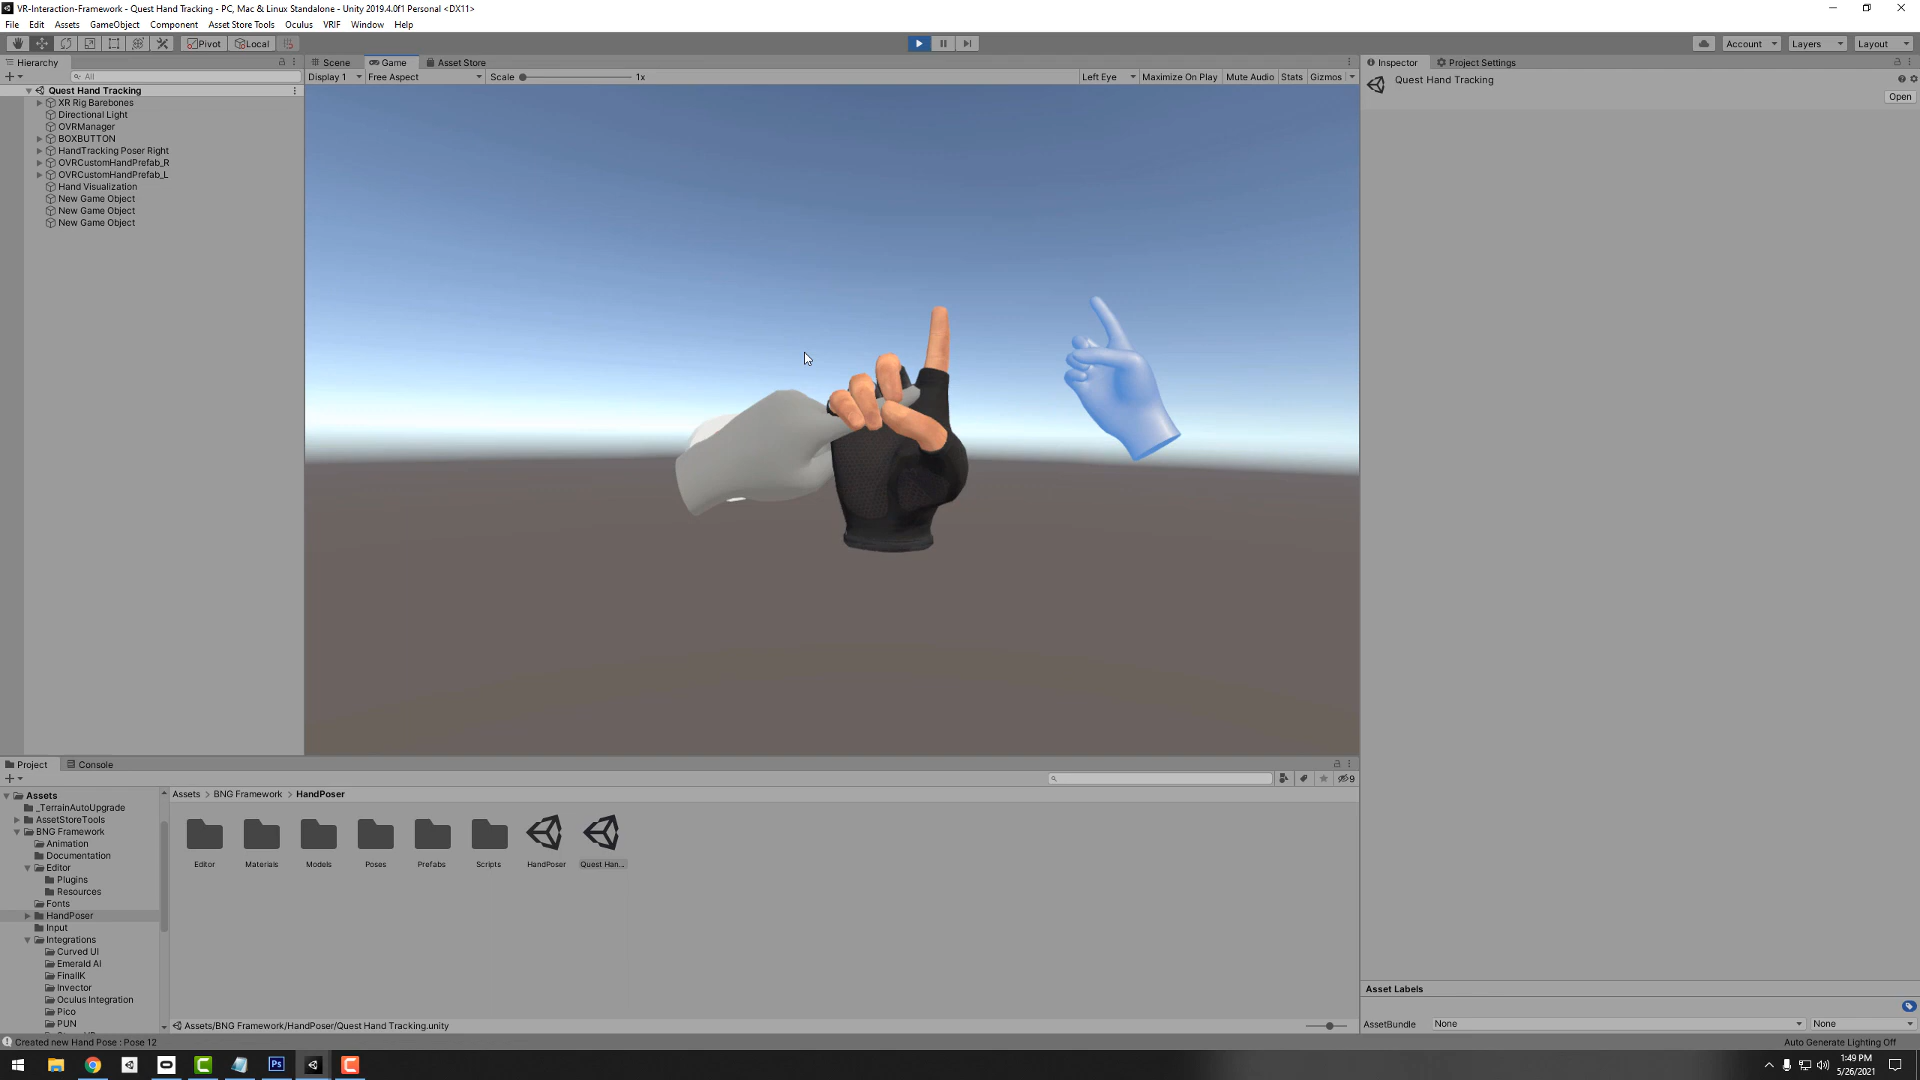 VR-Interaction-Framework - Quest Hand Tracking - PC, Mac & Linux Standalone - Unity 2019.4.0f1 Personal <DX11>
File Edit Assets GameObject Component Asset Store Tools Oculus VRIF Window Help
Pivot Local Account Layers Layout
Hierarchy
All
Quest Hand Tracking
XR Rig Barebones
Directional Light
OVRManager
BOXBUTTON
HandTracking Poser Right
OVRCustomHandPrefab_R
OVRCustomHandPrefab_L
Hand Visualization
New Game Object
New Game Object
New Game Object
Scene Game Asset Store
Display 1 Free Aspect Scale 1x Left Eye Maximize On Play Mute Audio Stats Gizmos
Inspector Project Settings
Quest Hand Tracking
Open
Project Console
9
Assets
_TerrainAutoUpgrade
AssetStoreTools
BNG Framework
Animation
Documentation
Editor
Plugins
Resources
Fonts
HandPoser
Input
Integrations
Curved UI
Emerald AI
FinalIK
Invector
Oculus Integration
Pico
PUN
Assets > BNG Framework > HandPoser
Editor Materials Models Poses Prefabs Scripts HandPoser Quest Han...
Assets/BNG Framework/HandPoser/Quest Hand Tracking.unity
Asset Labels
AssetBundle None None
Created new Hand Pose : Pose 12
Auto Generate Lighting Off
Ps
1:49 PM
5/26/2021